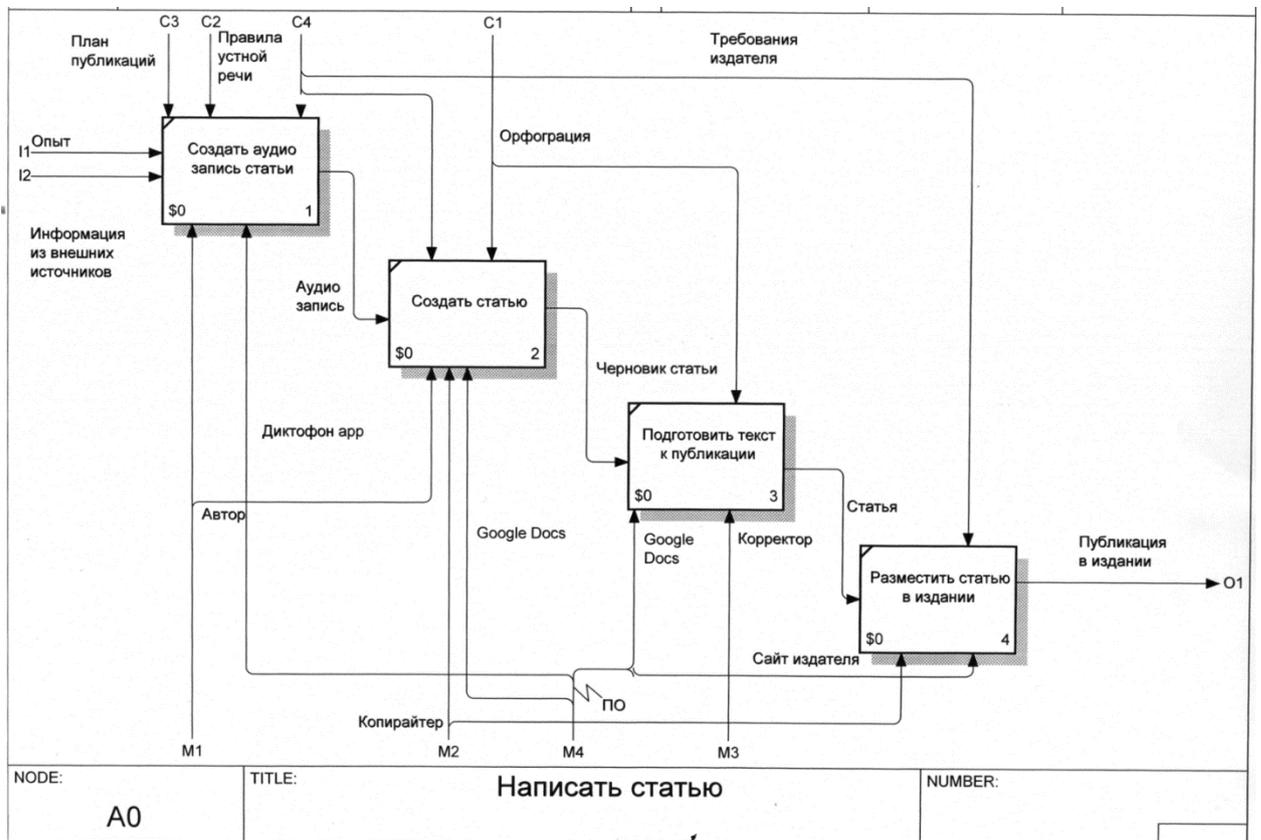 C3
C2
C4
C1
План
публикаций
Правила
устной
речи
Требования
издателя
Орфограция
Опыт
I1
I2
Информация
из внешних
источников
Создать аудио
запись статьи
$0
1
Аудио
запись
Создать статью
$0
2
Черновик статьи
Диктофон app
Подготовить текст
к публикации
$0
3
Автор
Google Docs
Google
Docs
Корректор
Статья
Публикация
в издании
O1
Разместить статью
в издании
$0
4
Сайт издателя
ПО
Копирайтер
M1
M2
M4
M3
NODE:
A0
TITLE:
Написать статью
NUMBER: